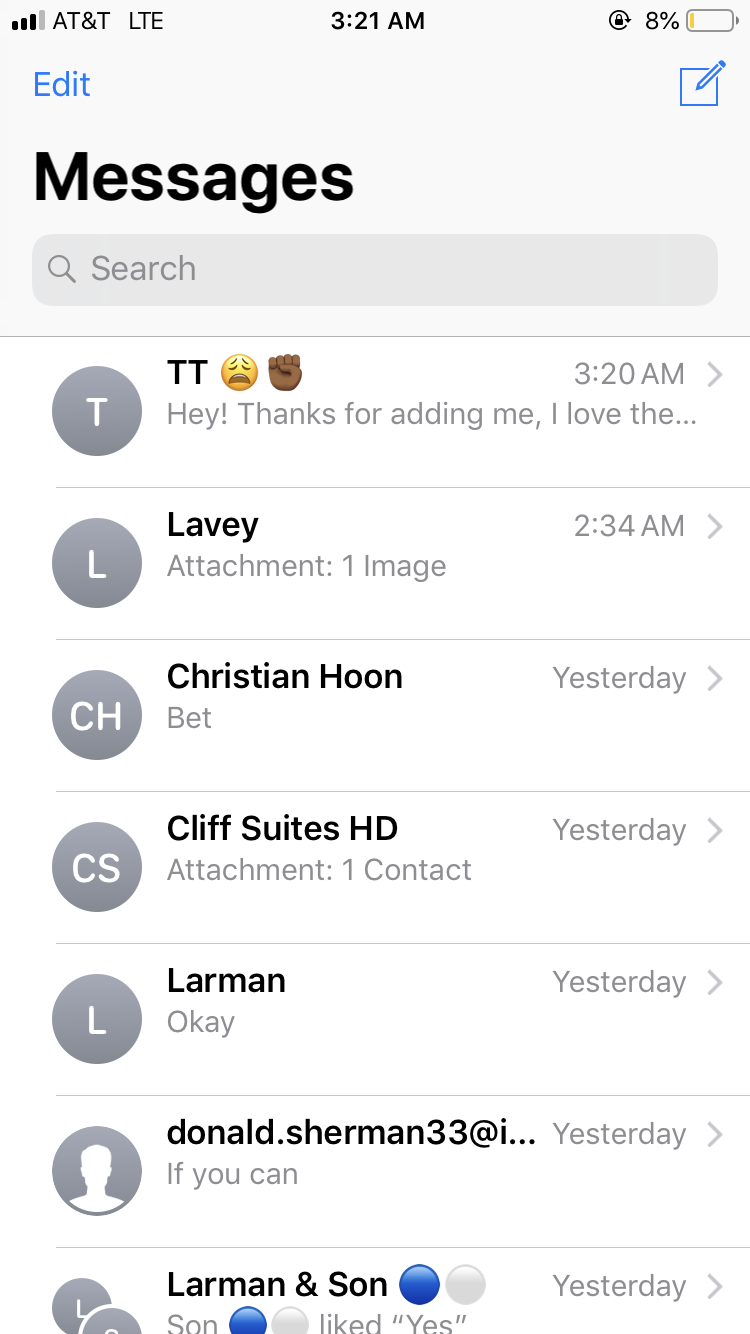 AT&T LTE 3:21 AM 8%
Edit
Messages
Search
TT 😩✊🏾 3:20 AM
T
Hey! Thanks for adding me, I love the...
Lavey 2:34 AM
L
Attachment: 1 Image
Christian Hoon Yesterday
CH
Bet
Cliff Suites HD Yesterday
CS
Attachment: 1 Contact
Larman Yesterday
L
Okay
donald.sherman33@i... Yesterday
If you can
Larman & Son 🔵⚪ Yesterday
L
Son 🔵⚪ liked “Yes”